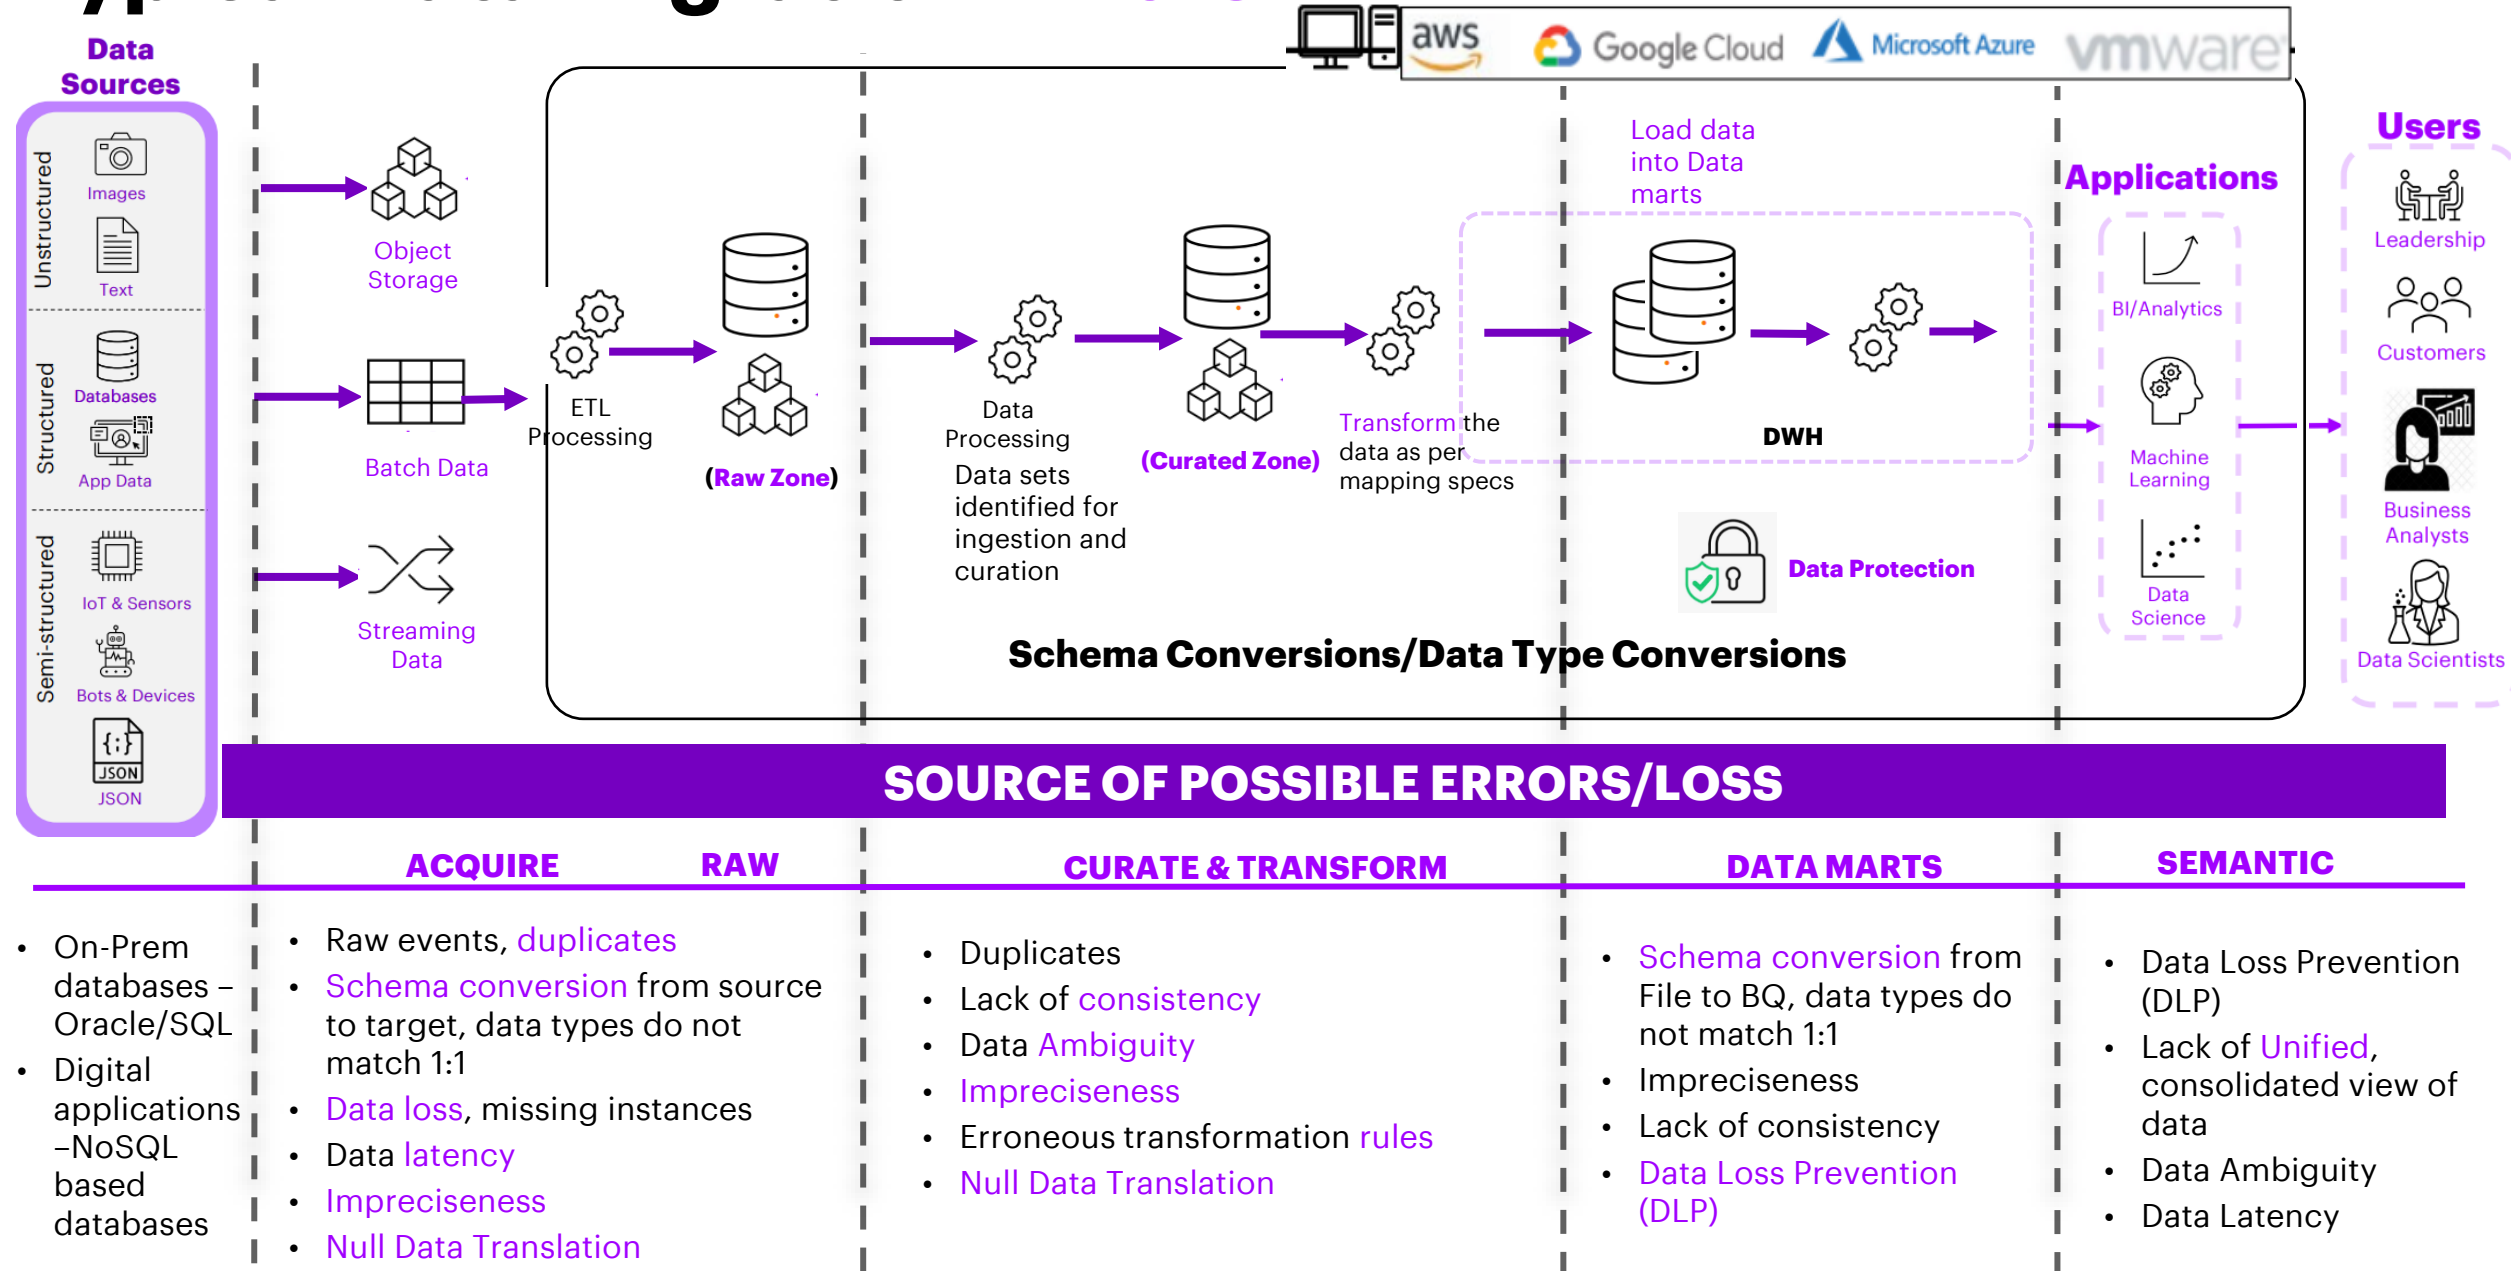 Data
Sources
Unstructured
Images
Text
Structured
Databases
App Data
Semi-structured
IoT & Sensors
Bots & Devices
{;}
JSON
JSON
Object
Storage
Batch Data
Streaming
Data
ETL
Processing
(Raw Zone)
Data
Processing
Data sets
identified for
ingestion and
curation
(Curated Zone)
Transform the
data as per
mapping specs
aws
Google Cloud
Microsoft Azure
vmware
Load data
into Data
marts
DWH
Data Protection
Schema Conversions/Data Type Conversions
Applications
BI/Analytics
Machine
Learning
Data
Science
Users
Leadership
Customers
Business
Analysts
Data Scientists
SOURCE OF POSSIBLE ERRORS/LOSS
ACQUIRE
RAW
CURATE & TRANSFORM
DATA MARTS
SEMANTIC
• On-Prem
databases –
Oracle/SQL
• Digital
applications
–NoSQL
based
databases
• Raw events, duplicates
• Schema conversion from source
to target, data types do not
match 1:1
• Data loss, missing instances
• Data latency
• Impreciseness
• Null Data Translation
• Duplicates
• Lack of consistency
• Data Ambiguity
• Impreciseness
• Erroneous transformation rules
• Null Data Translation
• Schema conversion from
File to BQ, data types do
not match 1:1
• Impreciseness
• Lack of consistency
• Data Loss Prevention
(DLP)
• Data Loss Prevention
(DLP)
• Lack of Unified,
consolidated view of
data
• Data Ambiguity
• Data Latency